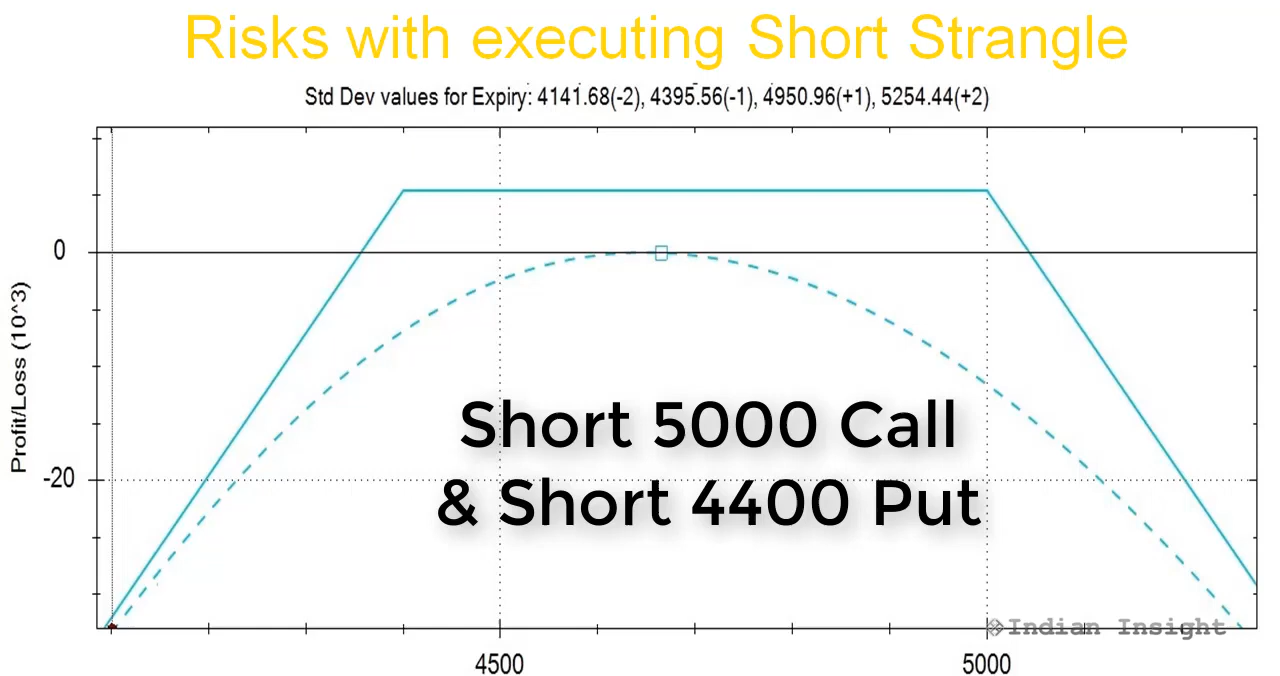 Risks with executing Short Strangle
Std Dev values for Expiry: 4141.68(-2), 4395.56(-1), 4950.96(+1), 5254.44(+2)
0
Profit/Loss (10^3)
-20
Short 5000 Call
& Short 4400 Put
Indian Insight
4500
5000